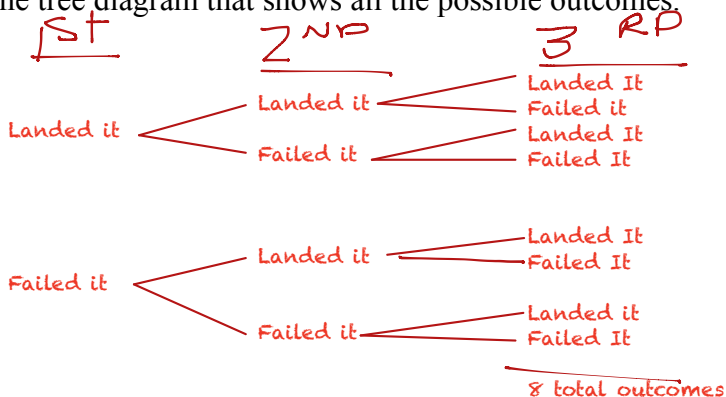 ne tree diagram that shows all the possible outcomes.
1st 2ND 3RD
Landed It
Landed it Failed it
Landed it Landed It
Failed it Failed It
Landed It
Landed it Failed It
Failed it
Landed it
Failed it Failed It
8 total outcomes